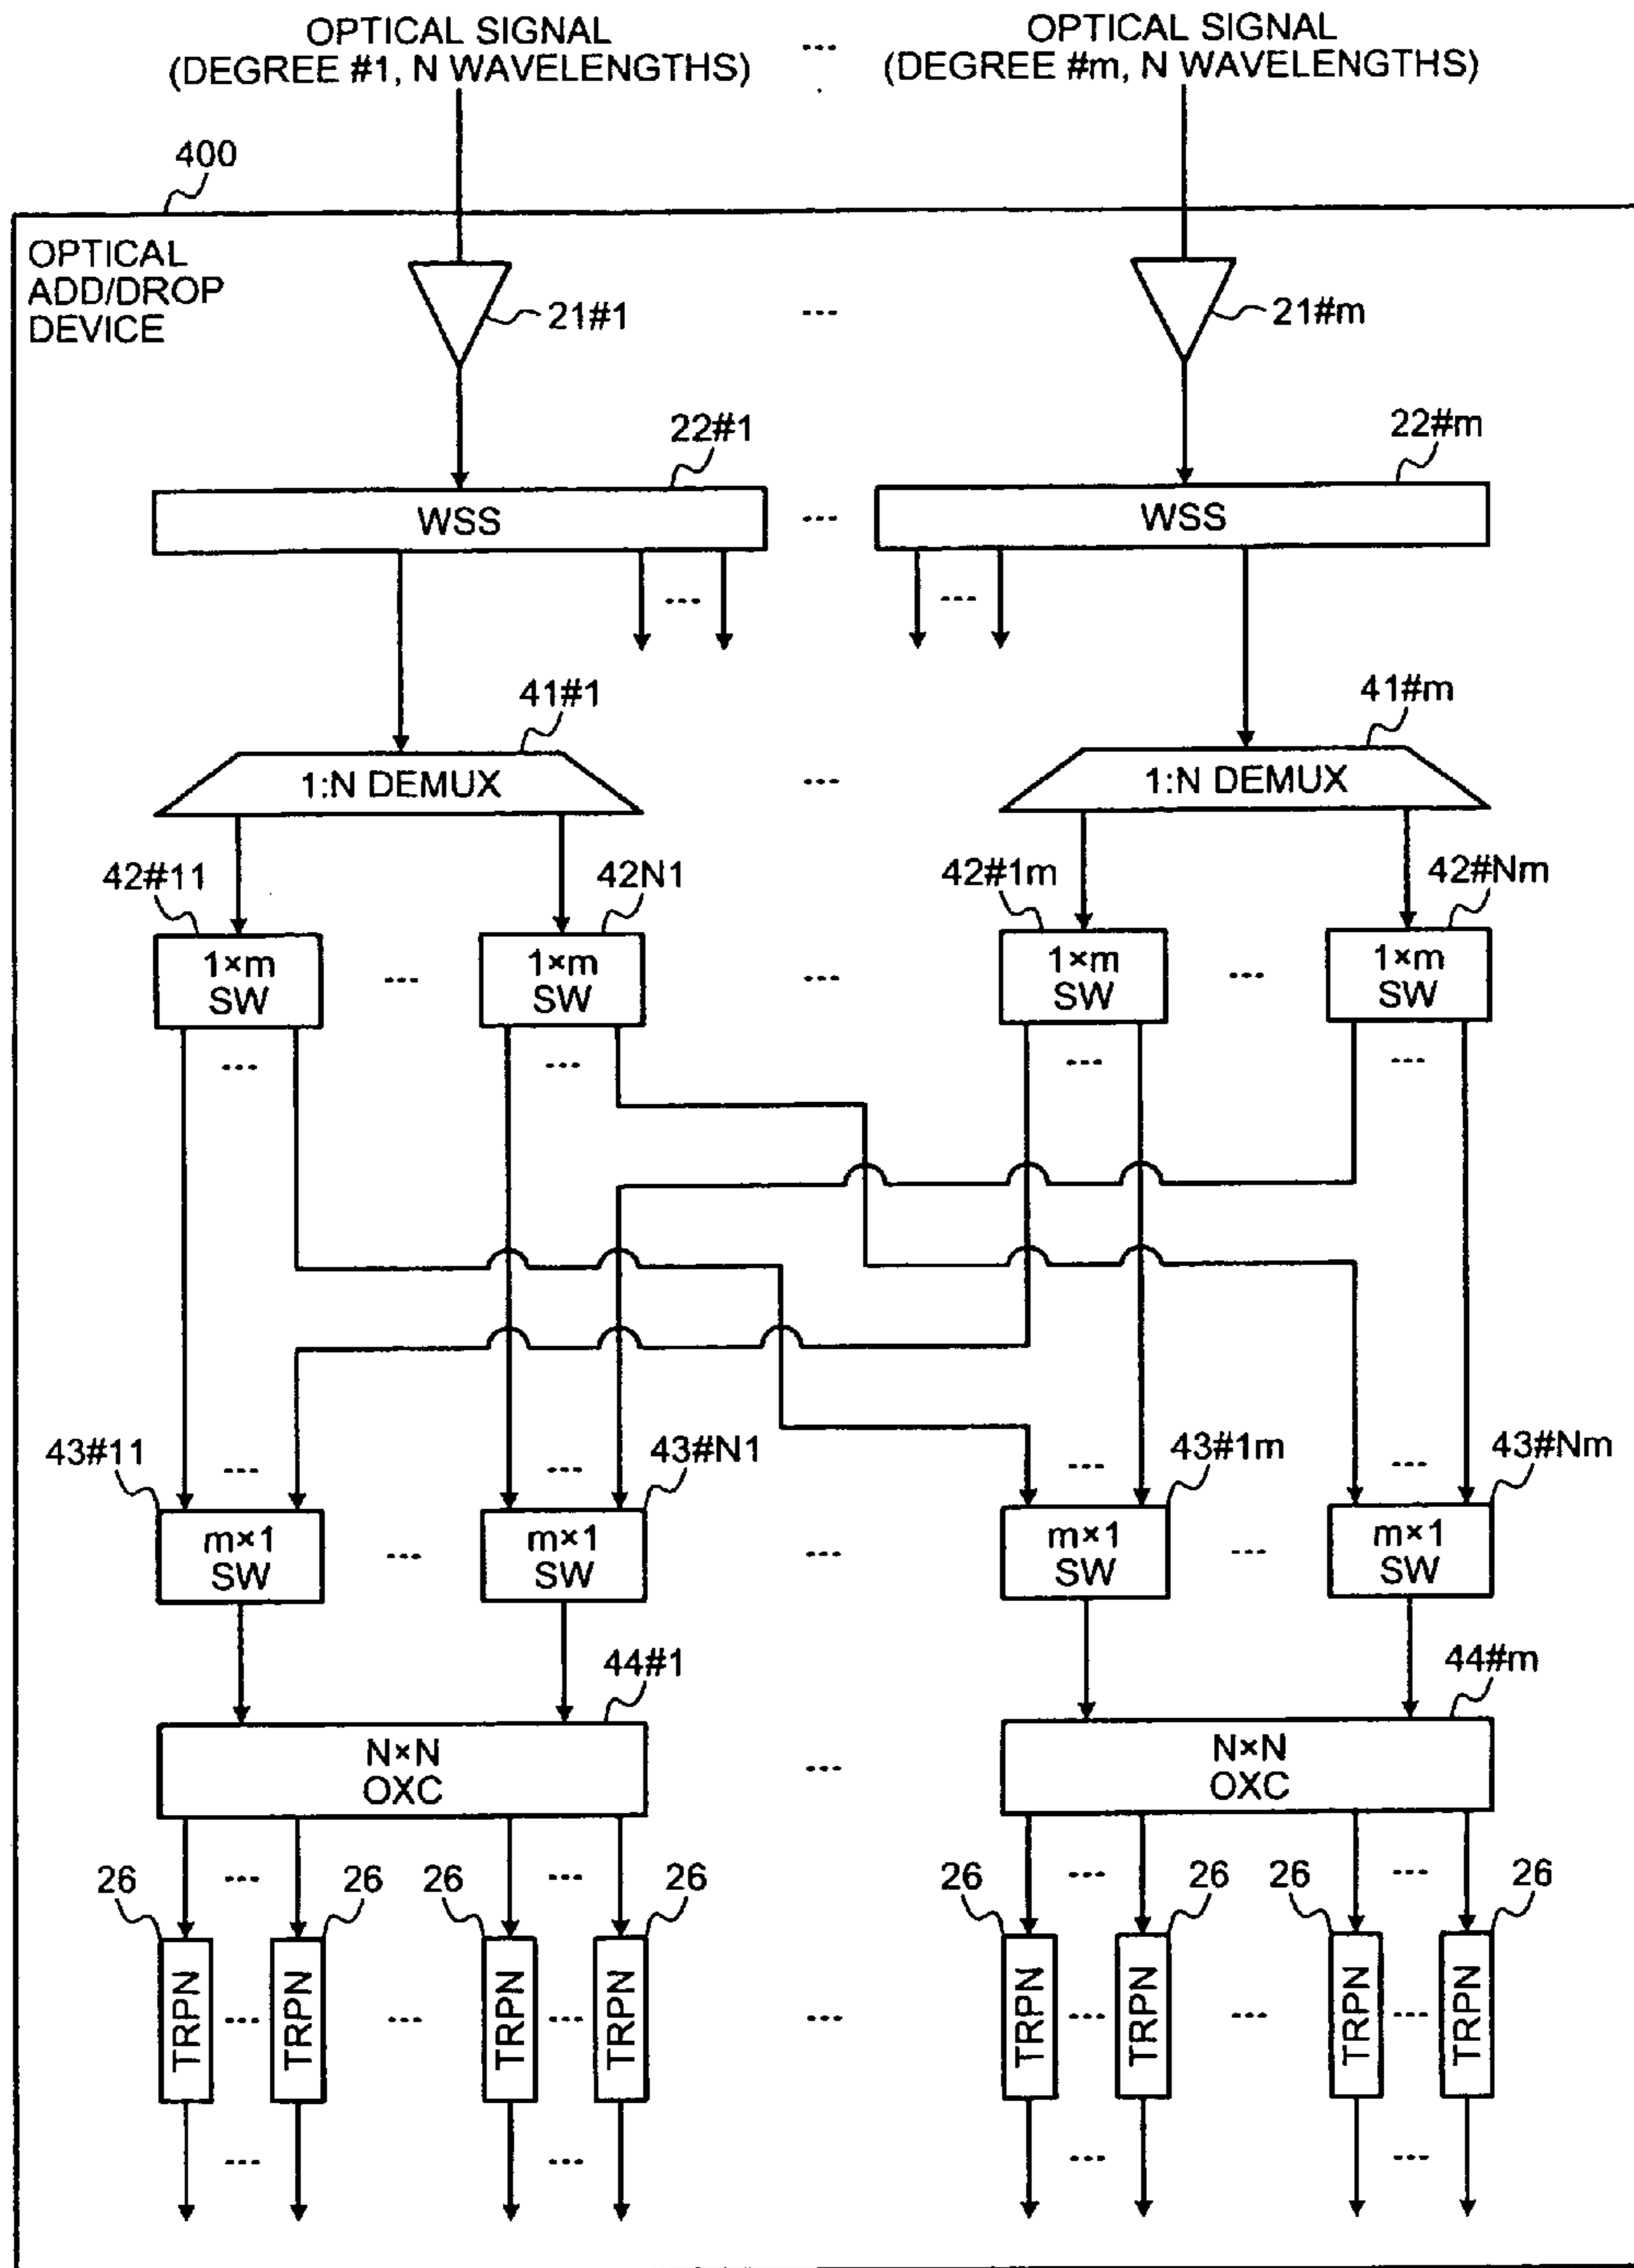 OPTICAL SIGNAL
(DEGREE #1, N WAVELENGTHS)
...
OPTICAL SIGNAL
(DEGREE #m, N WAVELENGTHS)
400
OPTICAL
ADD/DROP
DEVICE
21#1
...
21#m
22#1
22#m
WSS
...
WSS
...
...
41#1
41#m
1:N DEMUX
...
1:N DEMUX
42#11
42N1
42#1m
42#Nm
1×m
SW
...
1×m
SW
...
1×m
SW
...
1×m
SW
...
...
...
...
43#11
...
...
43#N1
...
43#1m
...
43#Nm
m×1
SW
...
m×1
SW
...
m×1
SW
...
m×1
SW
44#1
44#m
N×N
OXC
...
N×N
OXC
26
...
26
26
...
26
26
...
26
26
...
26
TRPN
...
TRPN
...
TRPN
...
TRPN
...
TRPN
...
TRPN
...
TRPN
...
TRPN
...
...
...
...